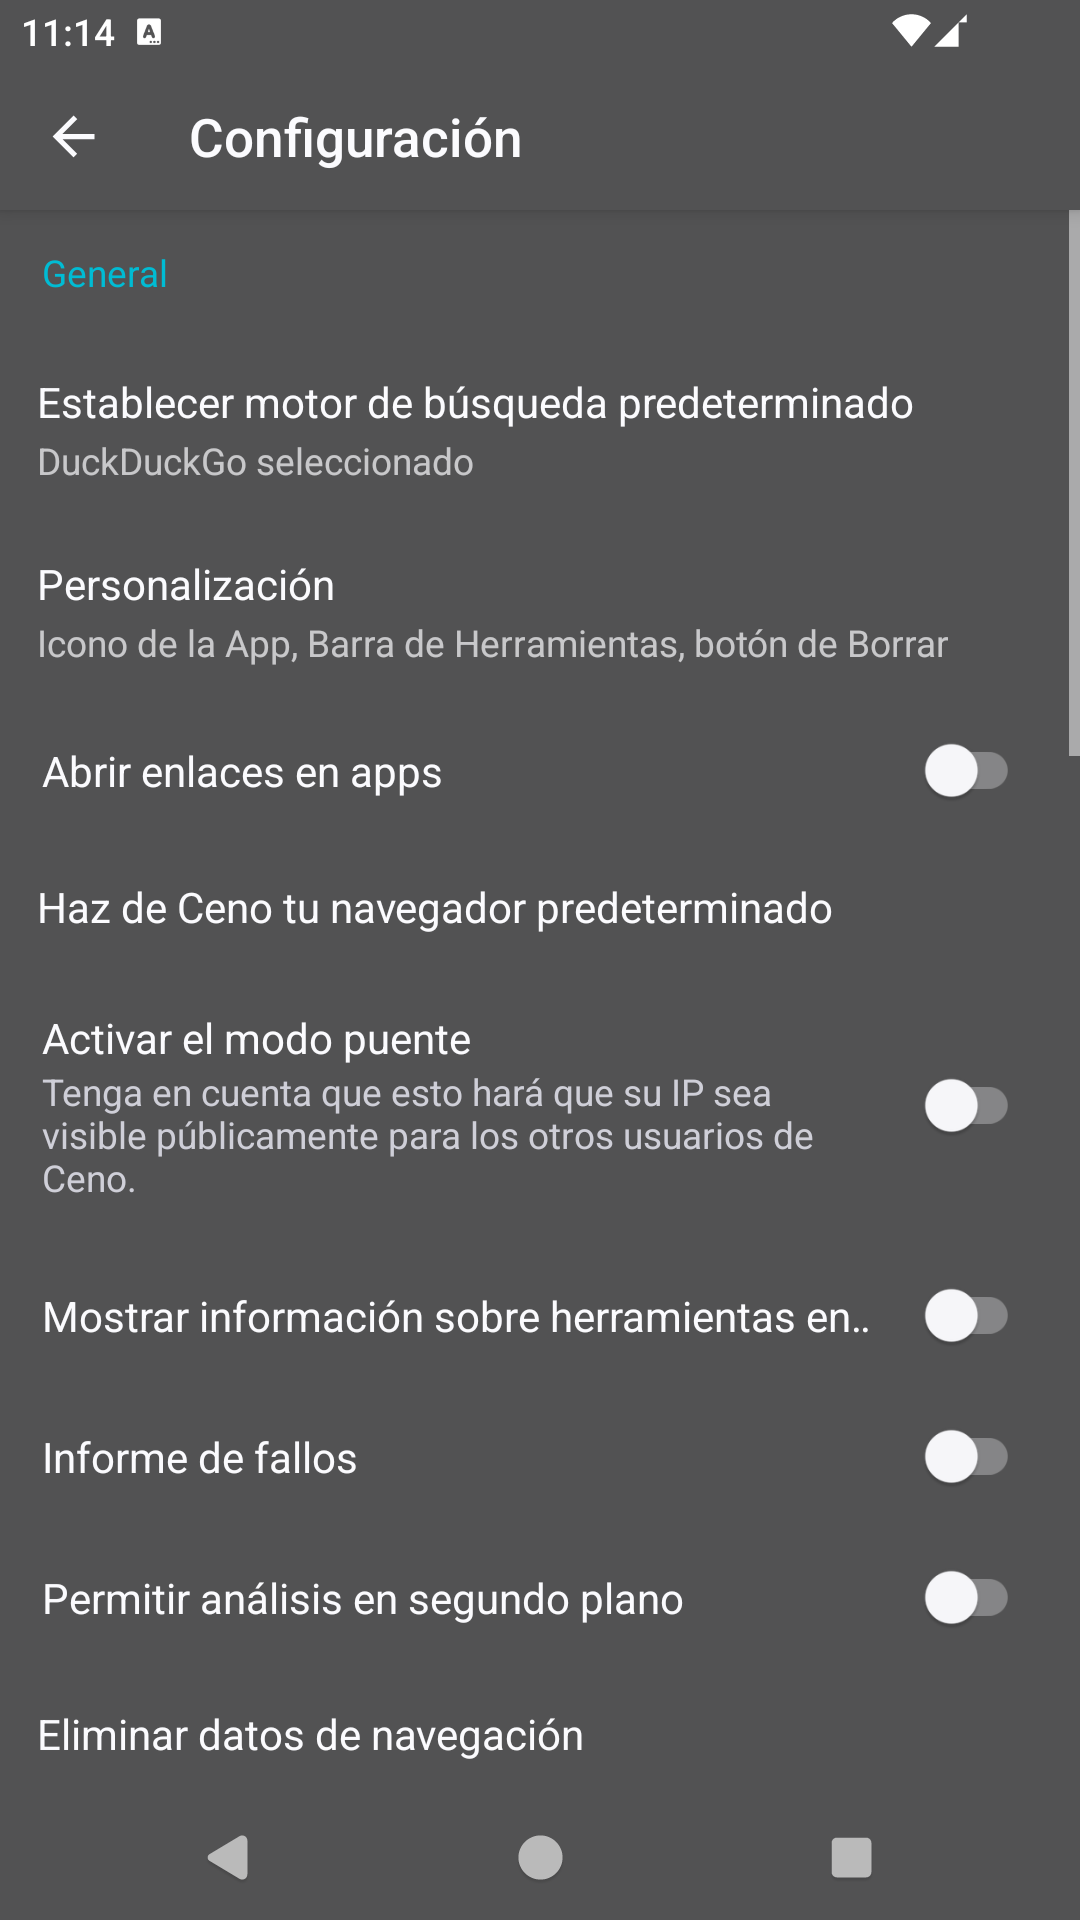 11:14
Configuración
General
Establecer motor de búsqueda predeterminado
DuckDuckGo seleccionado
Personalización
Icono de la App, Barra de Herramientas, botón de Borrar
Abrir enlaces en apps
Haz de Ceno tu navegador predeterminado
Activar el modo puente
Tenga en cuenta que esto hará que su IP sea
visible públicamente para los otros usuarios de
Ceno.
Mostrar información sobre herramientas en..
Informe de fallos
Permitir análisis en segundo plano
Eliminar datos de navegación